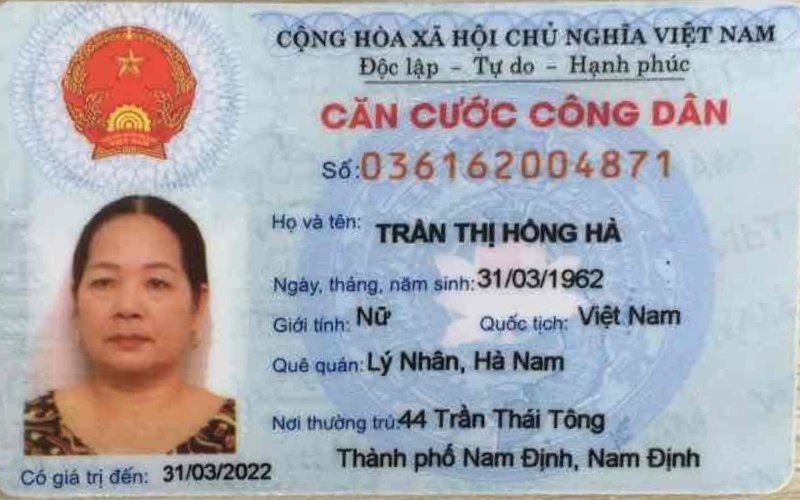 CỘNG HÒA XÃ HỘI CHỦ NGHĨA VIỆT NAM
Độc lập – Tự do – Hạnh phúc
CĂN CƯỚC CÔNG DÂN
Số: 036162004871
Họ và tên: TRẦN THỊ HỒNG HÀ
Ngày, tháng, năm sinh: 31/03/1962
Giới tính: Nữ Quốc tịch: Việt Nam
Quê quán: Lý Nhân, Hà Nam
Nơi thường trú: 44 Trần Thái Tông
Thành phố Nam Định, Nam Định
Có giá trị đến: 31/03/2022